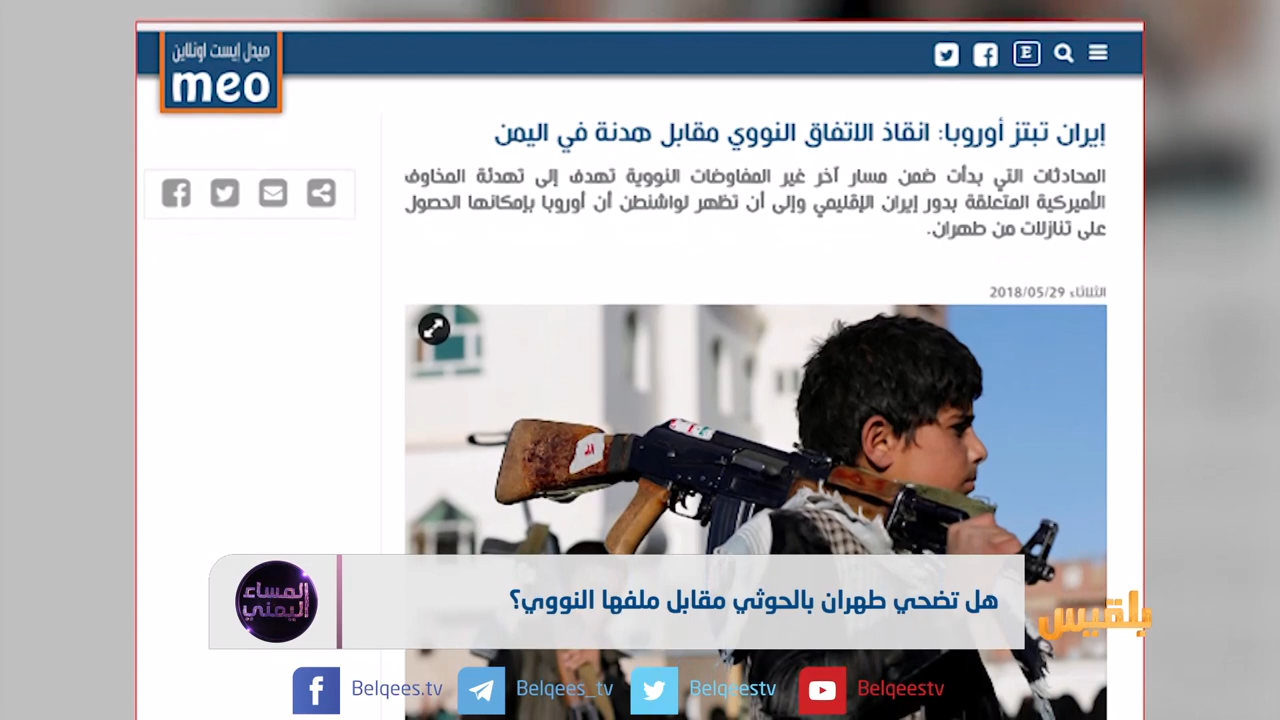 ميدل إيست اونلاين
meo
E
إيران تبتز أوروبا: انقاذ الاتفاق النووي مقابل هدنة في اليمن
المحادثات التي بدأت ضمن مسار آخر غير المفاوضات النووية تهدف إلى تهدئة المخاوف
الأميركية المتعلقة بدور إيران الإقليمي وإلى أن تظهر لواشنطن أن أوروبا بإمكانها الحصول
على تنازلات من طهران.
الثلاثاء 2018/05/29
المساء
اليمني
هل تضحي طهران بالحوثي مقابل ملفها النووي؟
بلقيس
Belqees.tv
Belqees_tv
Belqeestv
Belqeestv